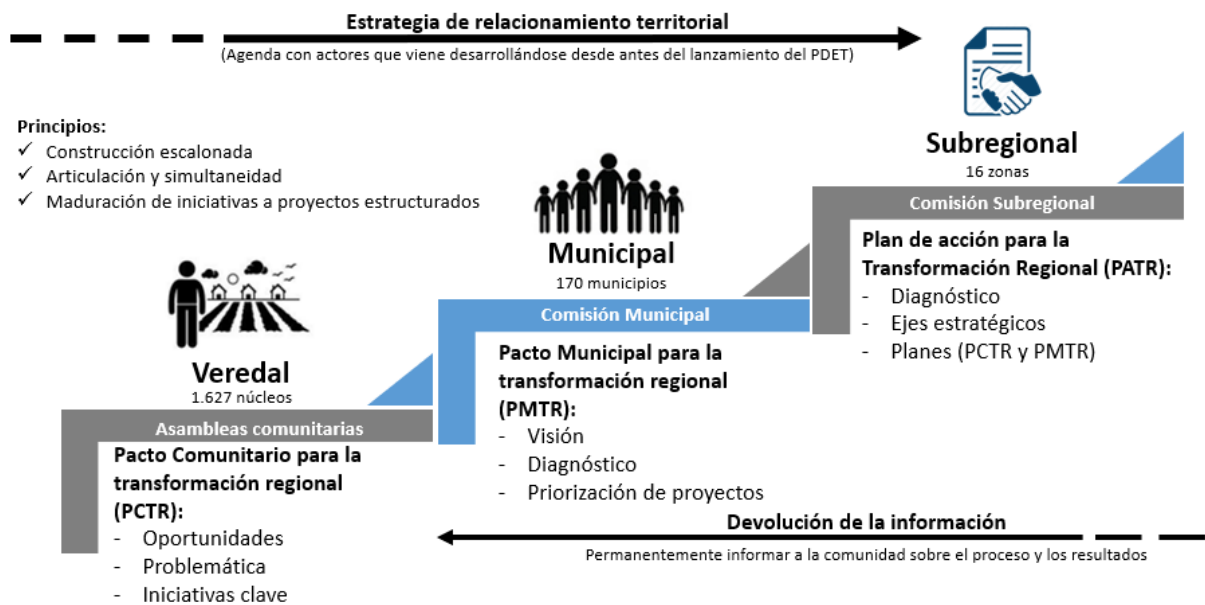 Estrategia de relacionamiento territorial
(Agenda con actores que viene desarrollándose desde antes del lanzamiento del PDET)
Principios:
✓ Construcción escalonada
✓ Articulación y simultaneidad
✓ Maduración de iniciativas a proyectos estructurados
Veredal
1.627 núcleos
Asambleas comunitarias
Pacto Comunitario para la
transformación regional
(PCTR):
- Oportunidades
- Problemática
- Iniciativas clave
Municipal
170 municipios
Comisión Municipal
Pacto Municipal para la
transformación regional
(PMTR):
- Visión
- Diagnóstico
- Priorización de proyectos
Subregional
16 zonas
Comisión Subregional
Plan de acción para la
Transformación Regional (PATR):
- Diagnóstico
- Ejes estratégicos
- Planes (PCTR y PMTR)
Devolución de la información
Permanentemente informar a la comunidad sobre el proceso y los resultados